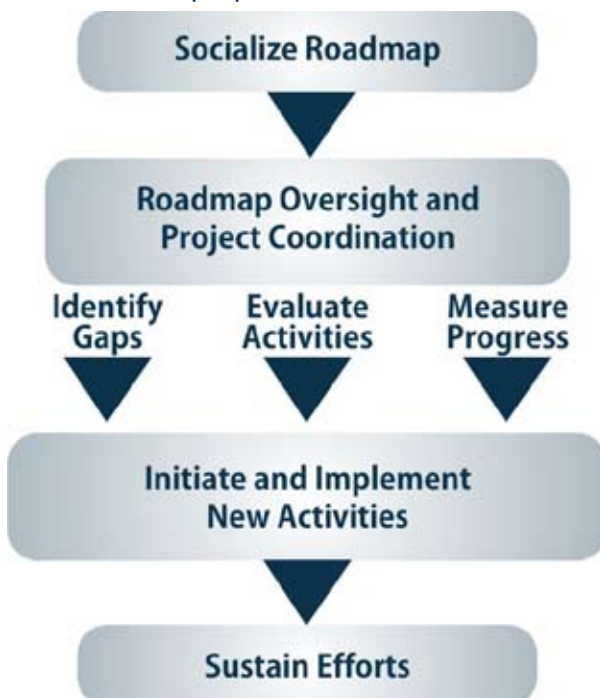 Socialize Roadmap
Roadmap Oversight and
Project Coordination
Identify
Gaps
Evaluate
Activities
Measure
Progress
Initiate and Implement
New Activities
Sustain Efforts